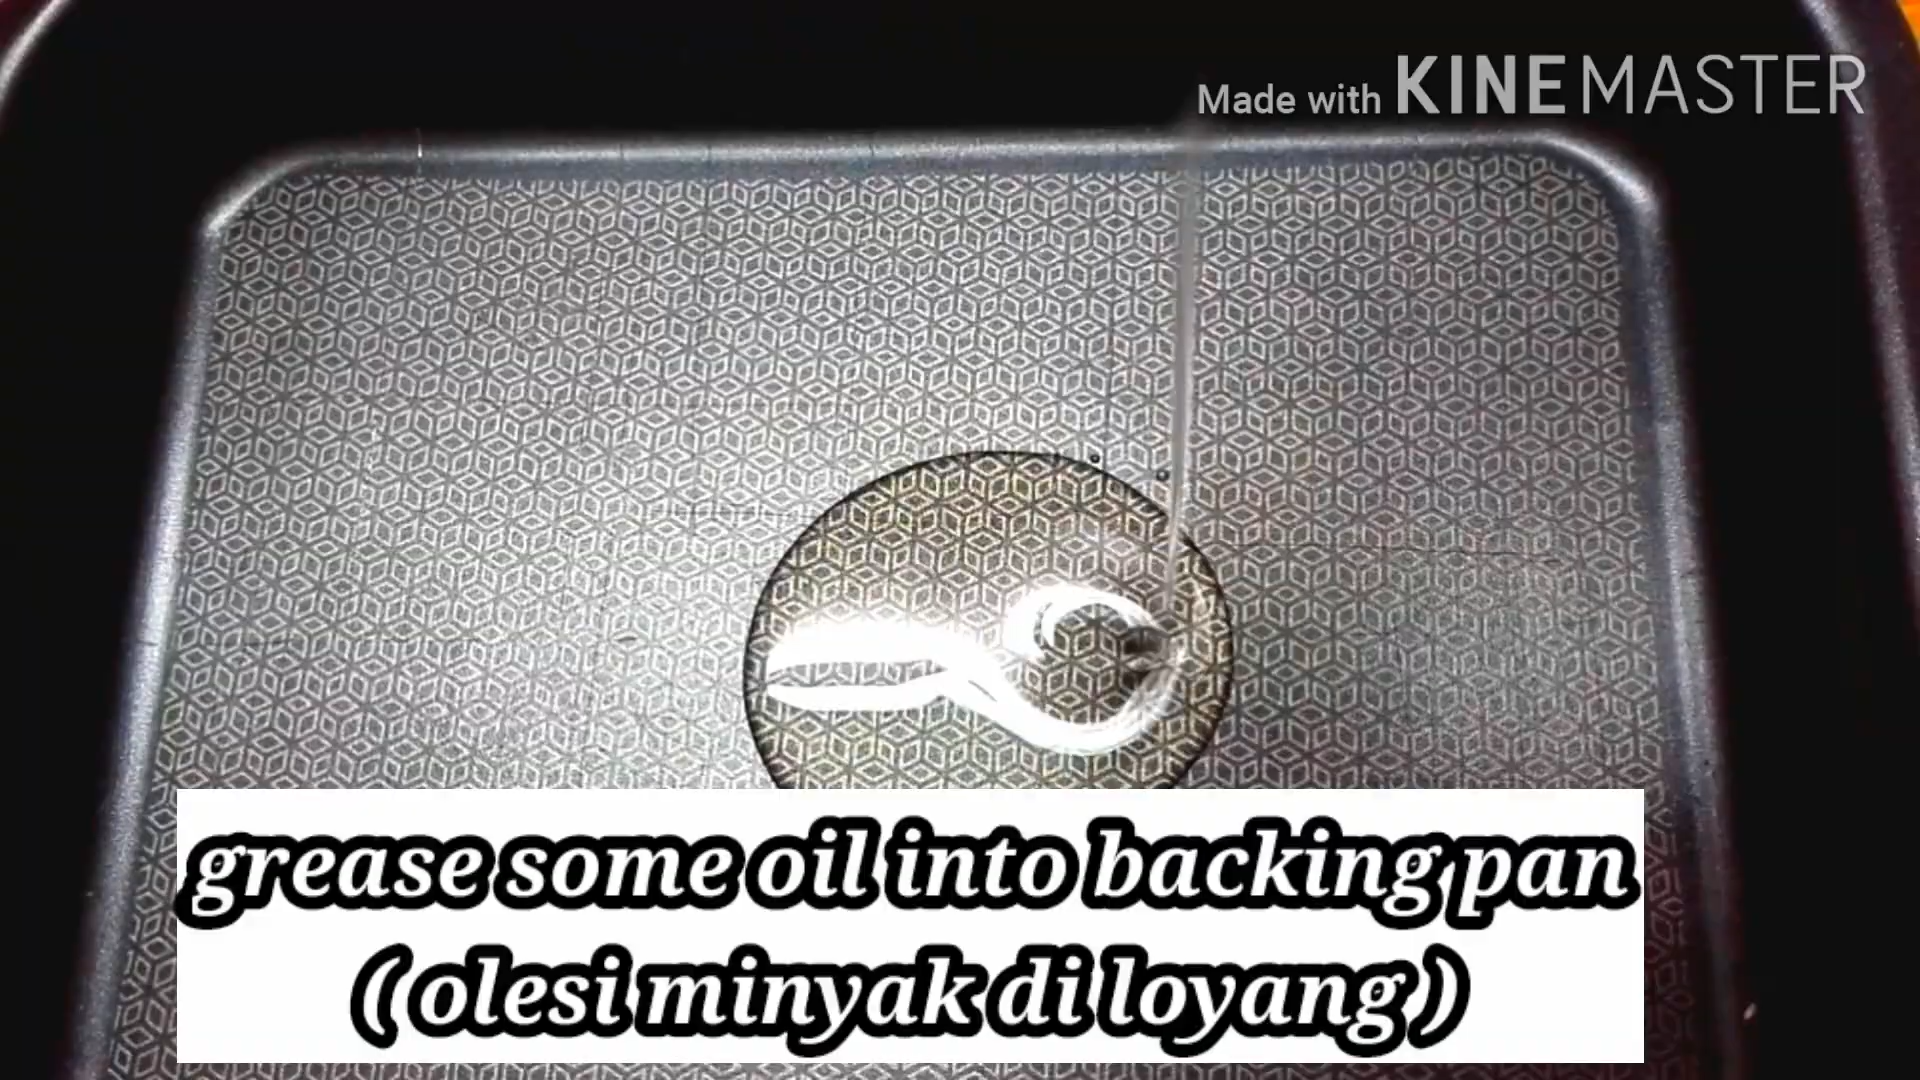 Made with KINEMASTER
grease some oil into backing pan
( olesi minyak di loyang )